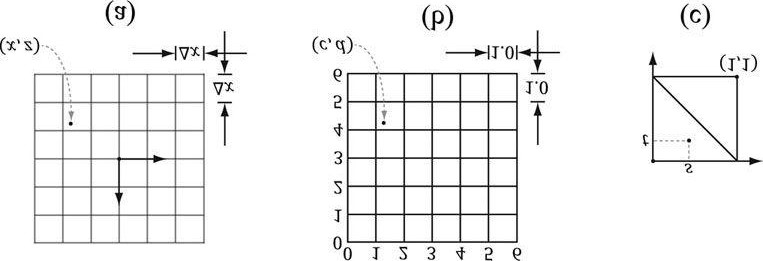 (a)
(b)
(c)
(x, z)
Δx
Δx
(c, d)
1.0
1.0
6
5
4
3
2
1
0
0 1 2 3 4 5 6
(1,1)
t
s